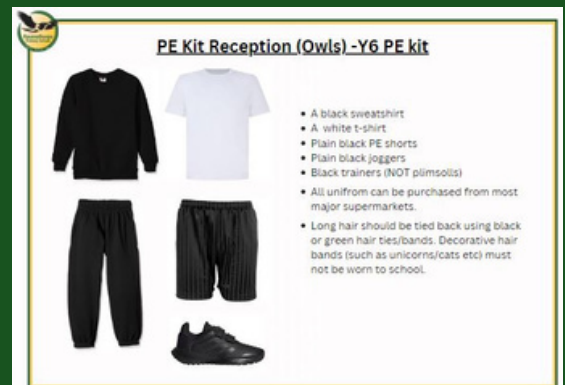 PE Kit Reception (Owls) -Y6 PE kit
A black sweatshirt
A white t-shirt
Plain black PE shorts
Plain black joggers
Black trainers (NOT plimsolls)
All unifrom can be purchased from most
major supermarkets.
Long hair should be tied back using black
or green hair ties/bands. Decorative hair
bands (such as unicorns/cats etc) must
not be worn to school.